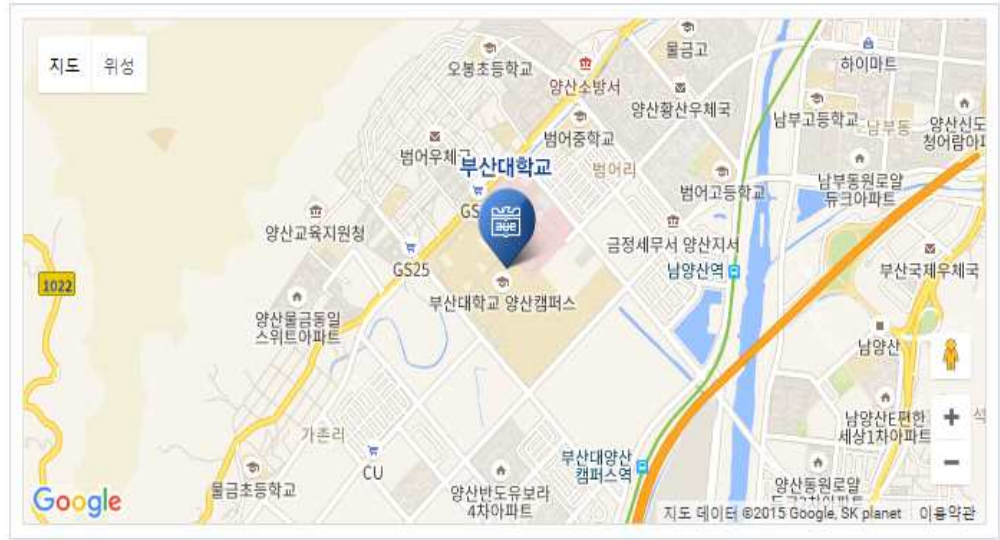 지도 위성
물금고
오봉초등학교
하이마트
양산소방서
양산황산우체국
남부고등학교
남부동
양산신도
청어람아파
범어중학교
범어우체국
부산대학교
범어리
범어고등학교
남부동원로얄
듀크아파트
GS
양산교육지원청
금정세무서 양산지서
GS25
남양산역
부산국제우체국
1022
부산대학교 양산캠퍼스
양산물금동일
스위트아파트
남양산
남양산E편한
세상1차아파트
석
가촌리
CU
부산대양산
캠퍼스역
물금초등학교
양산반도유보라
4차아파트
양산동원로얄
Google
지도 데이터 ©2015 Google, SK planet
이용약관